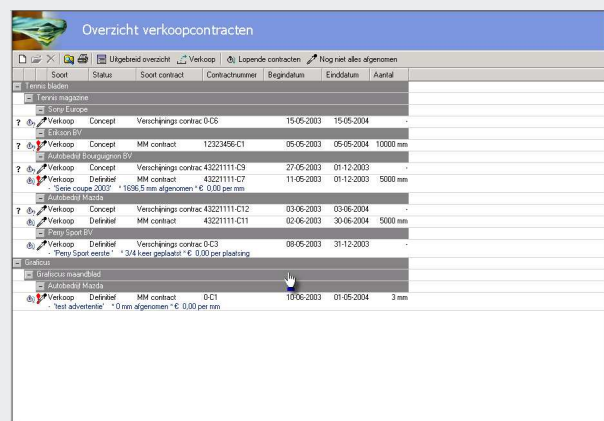 Overzicht verkoopcontracten
Uitgebreid overzicht Verkoop Lopende contracten Nog niet alles afgenomen
Soort Status Soort contract Contractnummer Begindatum Einddatum Aantal
Tennis bladen
Tennis magazine
Sony Europe
? Verkoop Concept Verschijnings contrac 0-C6 15-05-2003 15-05-2004 -
Erikson BV
? Verkoop Concept MM contract 12323456-C1 05-05-2003 05-05-2004 10000 mm
Autobedrijf Bourguignon BV
? Verkoop Concept Verschijnings contrac 43221111-C9 27-05-2003 01-12-2003 -
Verkoop Definitief MM contract 43221111-C7 11-05-2003 01-12-2003 5000 mm
- 'Serie coupe 2003' * 1696,5 mm afgenomen * € 0,00 per mm
Autobedrijf Mazda
? Verkoop Concept Verschijnings contrac 43221111-C12 03-06-2003 03-06-2004 -
Verkoop Definitief MM contract 43221111-C11 02-06-2003 30-06-2004 5000 mm
Perry Sport BV
Verkoop Definitief Verschijnings contrac 0-C3 08-05-2003 31-12-2003 -
- 'Perry Sport eerste ' * 3/4 keer geplaatst * € 0,00 per plaatsing
Graficus
Grafiscus maandblad
Autobedrijf Mazda
Verkoop Definitief MM contract 0-C1 10-06-2003 01-05-2004 3 mm
- 'test advertentie' * 0 mm afgenomen * € 0,00 per mm